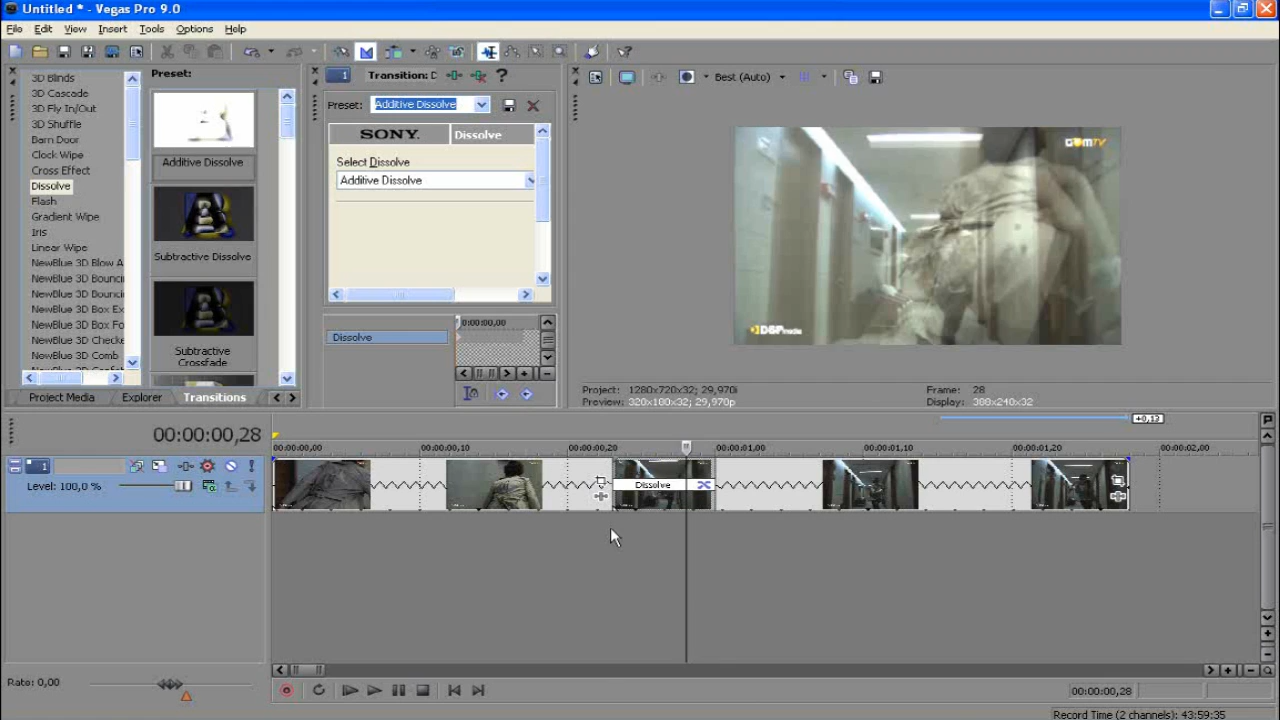 Untitled * - Vegas Pro 9.0
File Edit View Insert Tools Options Help
3D Blinds
3D Cascade
3D Fly In/Out
3D Shuffle
Barn Door
Clock Wipe
Cross Effect
Dissolve
Flash
Gradient Wipe
Iris
Linear Wipe
NewBlue 3D Blow A
NewBlue 3D Bounci
NewBlue 3D Bounci
NewBlue 3D Box Ex
NewBlue 3D Box Fo
NewBlue 3D Checke
NewBlue 3D Comb
Preset:
Additive Dissolve
Subtractive Dissolve
Subtractive
Crossfade
Project Media Explorer Transitions
1 Transition: D ?
Preset: Additive Dissolve
SONY. Dissolve
Select Dissolve
Additive Dissolve
0:00:00,00
Dissolve
Best (Auto)
GOMTV
DSPmedia
Project: 1280x720x32; 29,970i
Preview: 320x180x32; 29,970p
Frame: 28
Display: 388x240x32
+0,12
00:00:00,28
00:00:00,00 00:00:00,10 00:00:00,20 00:00:01,00 00:00:01,10 00:00:01,20 00:00:02,00
1
Level: 100,0 %
Dissolve
Rate: 0,00
00:00:00,28
Record Time (2 channels): 43:59:35